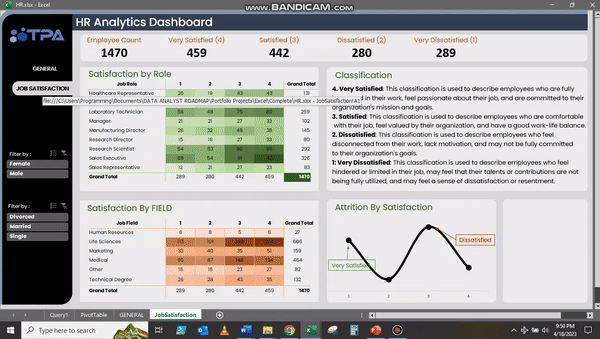 HR.xlsx - Excel
WWW.BANDICAM.COM
TPA
HR Analytics Dashboard
Employee Count
1470
Very Satisfied (4)
459
Satisfied (3)
442
Dissatisfied (2)
280
Very Dissatisfied (1)
289
GENERAL
JOB SATISFACTION
file:///C:/Users/Programming/Documents/DATA ANALYST ROADMAP/Portfolio Projects/Excel/Complete/HR.xlsx - JobSatisfaction!A1
Filter by :
Female
Male
Filter by :
Divorced
Married
Single
Satisfaction by Role
Job Role 1 2 3 4 Grand Total
Healthcare Representative 26 19 43 43 131
Laboratory Technician 56 48 75 80 259
Manager 21 21 27 33 102
Manufacturing Director 26 32 49 38 145
Research Director 15 16 27 22 80
Research Scientist 54 53 90 95 292
Sales Executive 69 54 91 112 326
Sales Representative 12 21 27 23 83
Grand Total 289 280 442 459 1470
Classification
4. Very Satisfied: This classification is used to describe employees who are fully
in their work, feel passionate about their job, and are committed to their
organization's mission and goals.
3. Satisfied: This classification is used to describe employees who are comfortable
with their job, feel valued by their organization, and have a good work-life balance.
2. Dissatisfied: This classification is used to describe employees who feel
disconnected from their work, lack motivation, and may not be fully committed
to their organization's goals.
1: Very Dissatisfied: This classification is used to describe employees who feel
hindered or limited in their job, may feel that their talents or contributions are not
being fully utilized, and may feel a sense of dissatisfaction or resentment.
Satisfaction By FIELD
Job Field 1 2 3 4 Grand Total
Human Resources 6 8 5 8 27
Life Sciences 606
Marketing 33 40 35 51 159
Medical 95 87 148 134 464
Other 16 16 23 27 82
Technical Degree 26 28 43 35 132
Grand Total 289 280 442 459 1470
Attrition By Satisfaction
Very Satisfied
Dissatisfied
1 2 3 4
Query1
PivotTable
GENERAL
JobSatisfaction
Type here to search
9:50 PM
4/18/2023